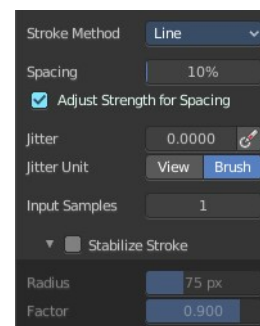 Stroke Method Line
Spacing 10%
Adjust Strength for Spacing
Jitter 0.0000
Jitter Unit View Brush
Input Samples 1
Stabilize Stroke
Radius 75 px
Factor 0.900